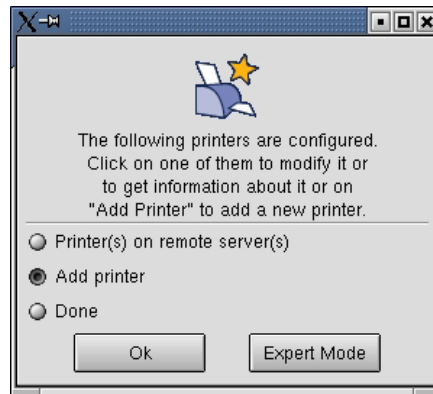 The following printers are configured.
Click on one of them to modify it or
to get information about it or on
"Add Printer" to add a new printer.
Printer(s) on remote server(s)
Add printer
Done
Ok
Expert Mode